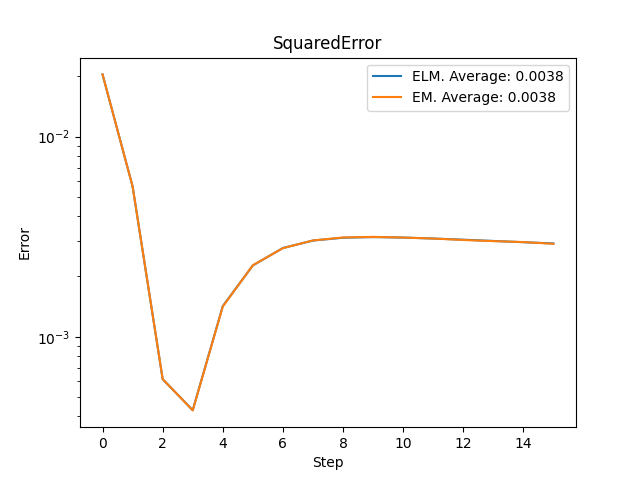 SquaredError
ELM. Average: 0.0038
EM. Average: 0.0038
Error
10⁻²
10⁻³
0 2 4 6 8 10 12 14
Step